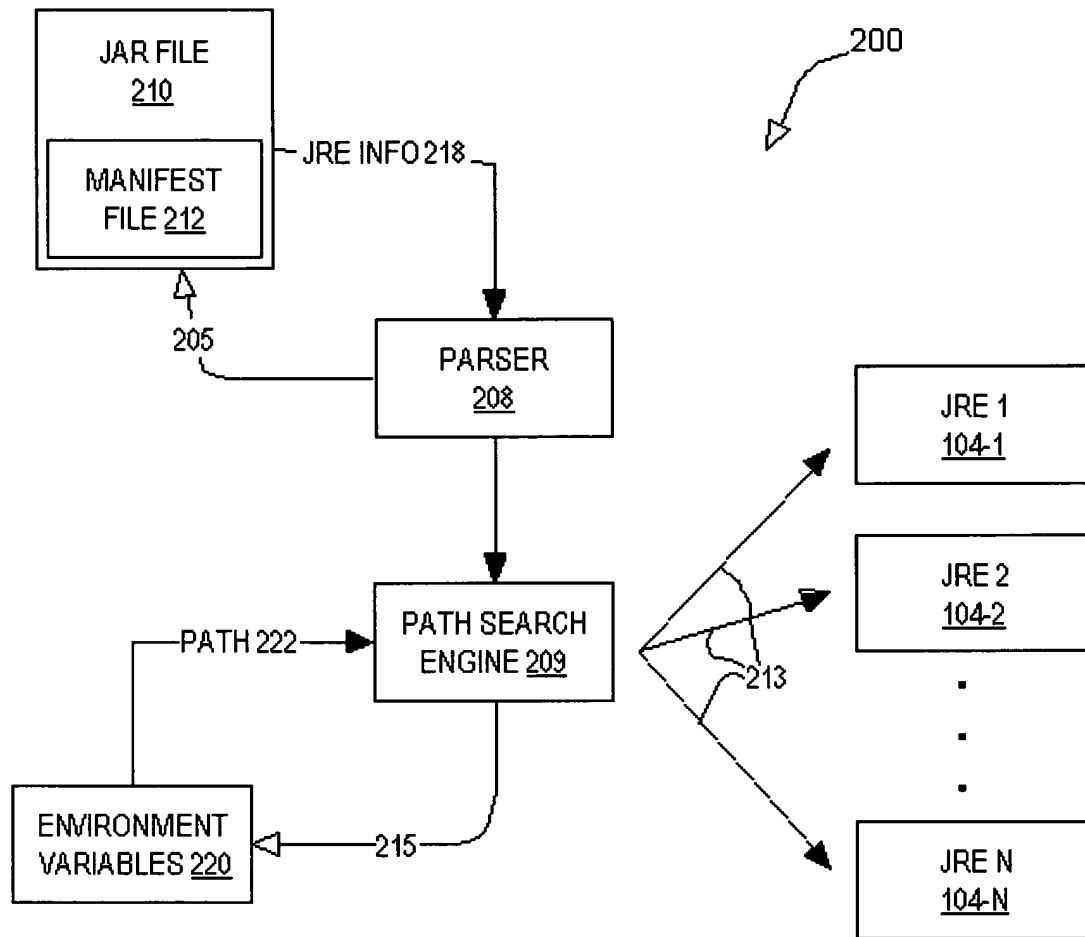 200
JAR FILE
210
MANIFEST
FILE 212
JRE INFO 218
205
PARSER
208
JRE 1
104-1
JRE 2
104-2
PATH 222
PATH SEARCH
ENGINE 209
213
ENVIRONMENT
VARIABLES 220
215
JRE N
104-N